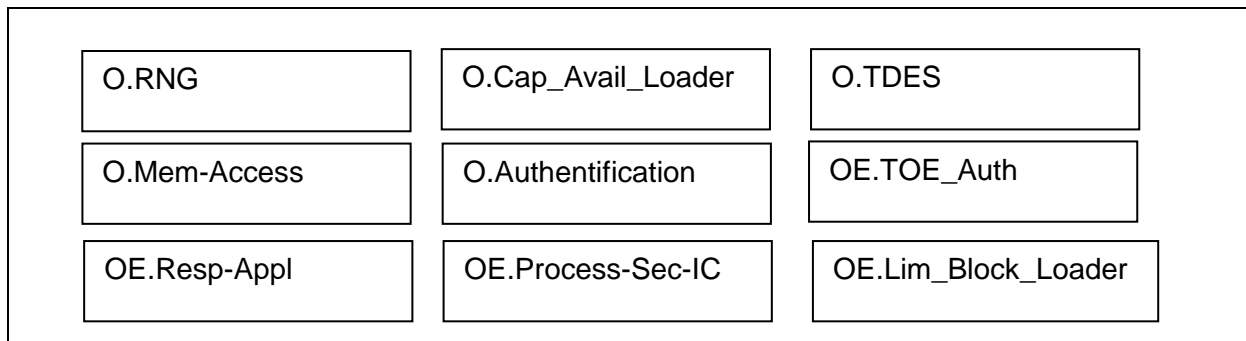 O.RNG
O.Cap_Avail_Loader
O.TDES
O.Mem-Access
O.Authentification
OE.TOE_Auth
OE.Resp-Appl
OE.Process-Sec-IC
OE.Lim_Block_Loader